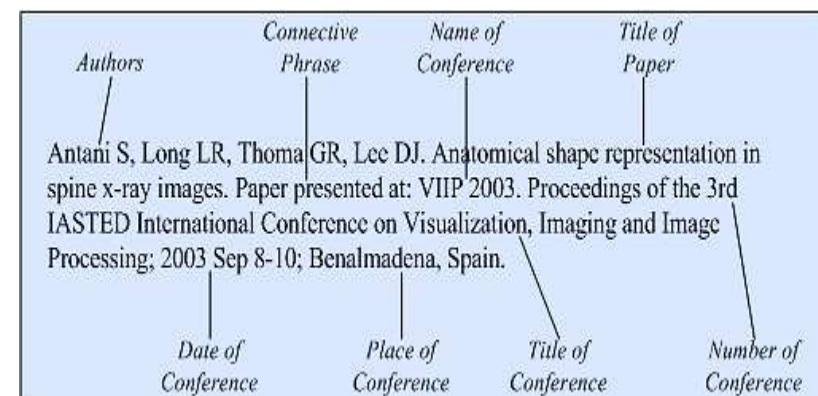 Connective Name of Title of
Authors Phrase Conference Paper
Antani S, Long LR, Thoma GR, Lee DJ. Anatomical shape representation in
spine x-ray images. Paper presented at: VIIP 2003. Proceedings of the 3rd
IASTED International Conference on Visualization, Imaging and Image
Processing; 2003 Sep 8-10; Benalmadena, Spain.
Date of Place of Title of Number of
Conference Conference Conference Conference